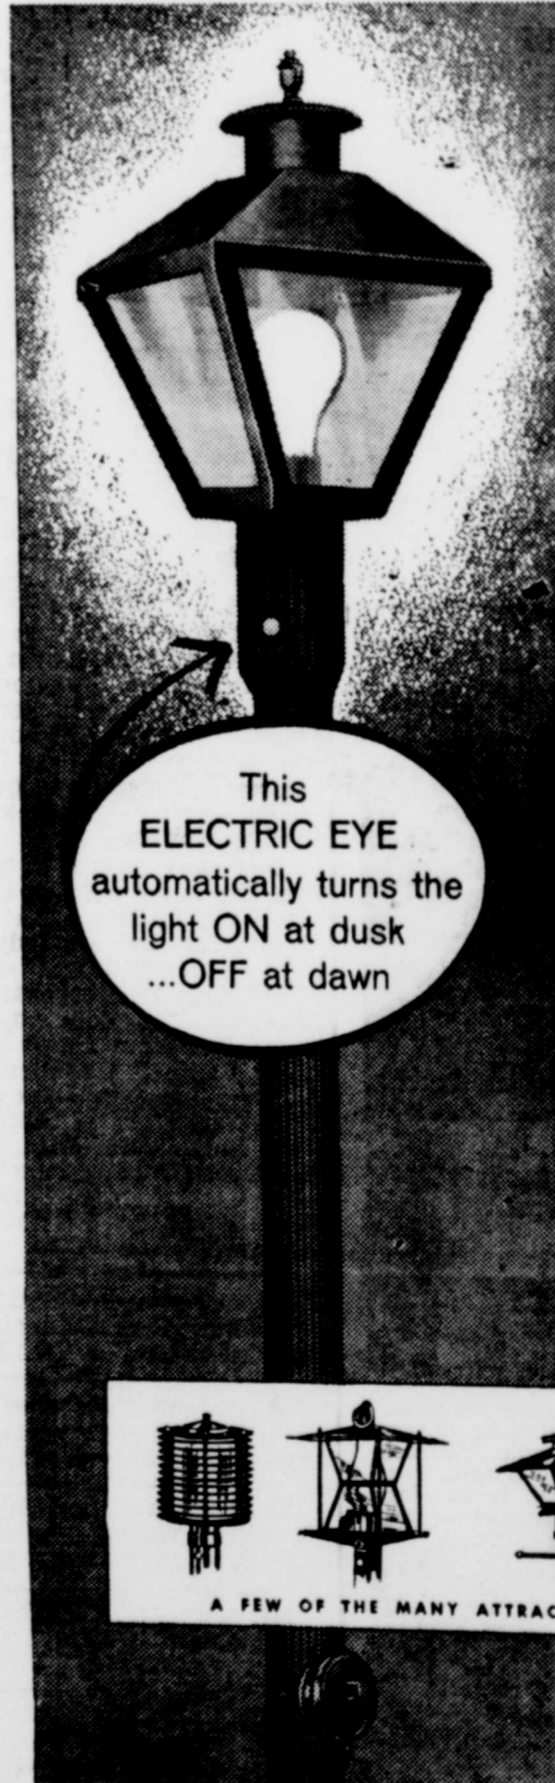 This
ELECTRIC EYE
automatically turns the
light ON at dusk
...OFF at dawn
A FEW OF THE MANY